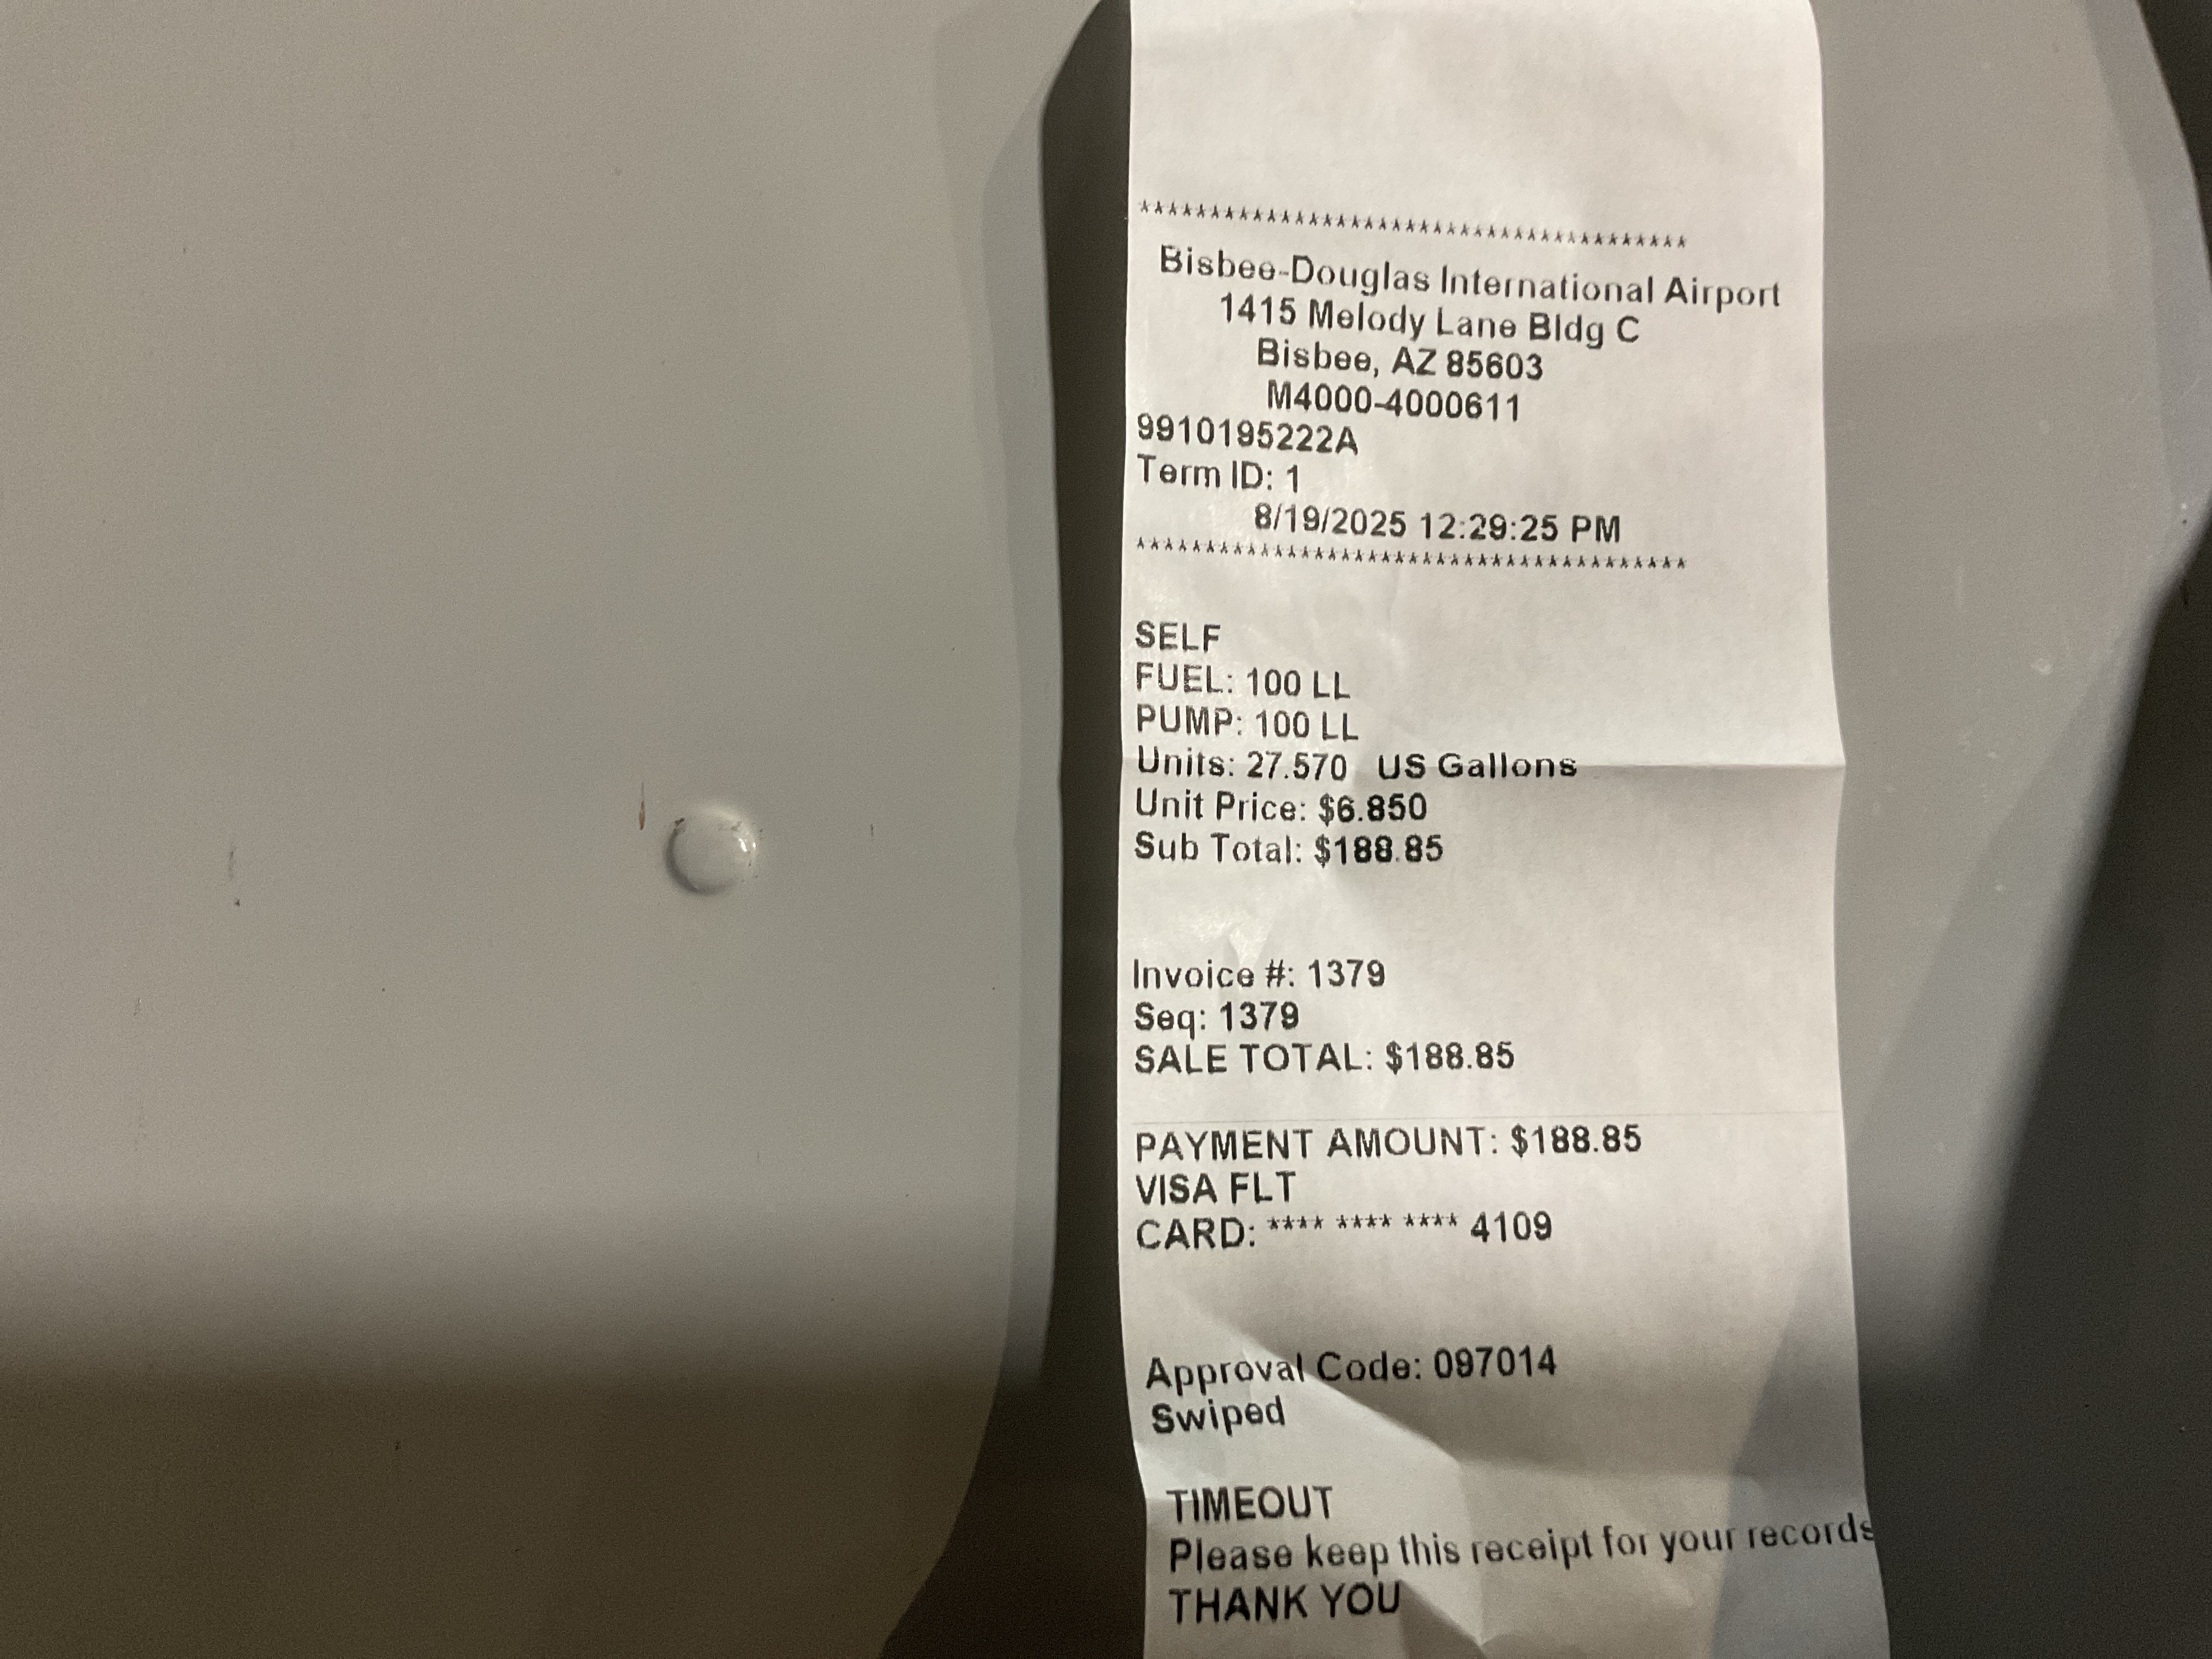 ***************************************
Bisbee-Douglas International Airport
1415 Melody Lane Bldg C
Bisbee, AZ 85603
M4000-4000611
9910195222A
Term ID: 1
8/19/2025 12:29:25 PM
***************************************
SELF
FUEL: 100 LL
PUMP: 100 LL
Units: 27.570 US Gallons
Unit Price: $6.850
Sub Total: $188.85
Invoice #: 1379
Seq: 1379
SALE TOTAL: $188.85
PAYMENT AMOUNT: $188.85
VISA FLT
CARD: **** **** **** 4109
Approval Code: 097014
Swiped
TIMEOUT
Please keep this receipt for your records
THANK YOU